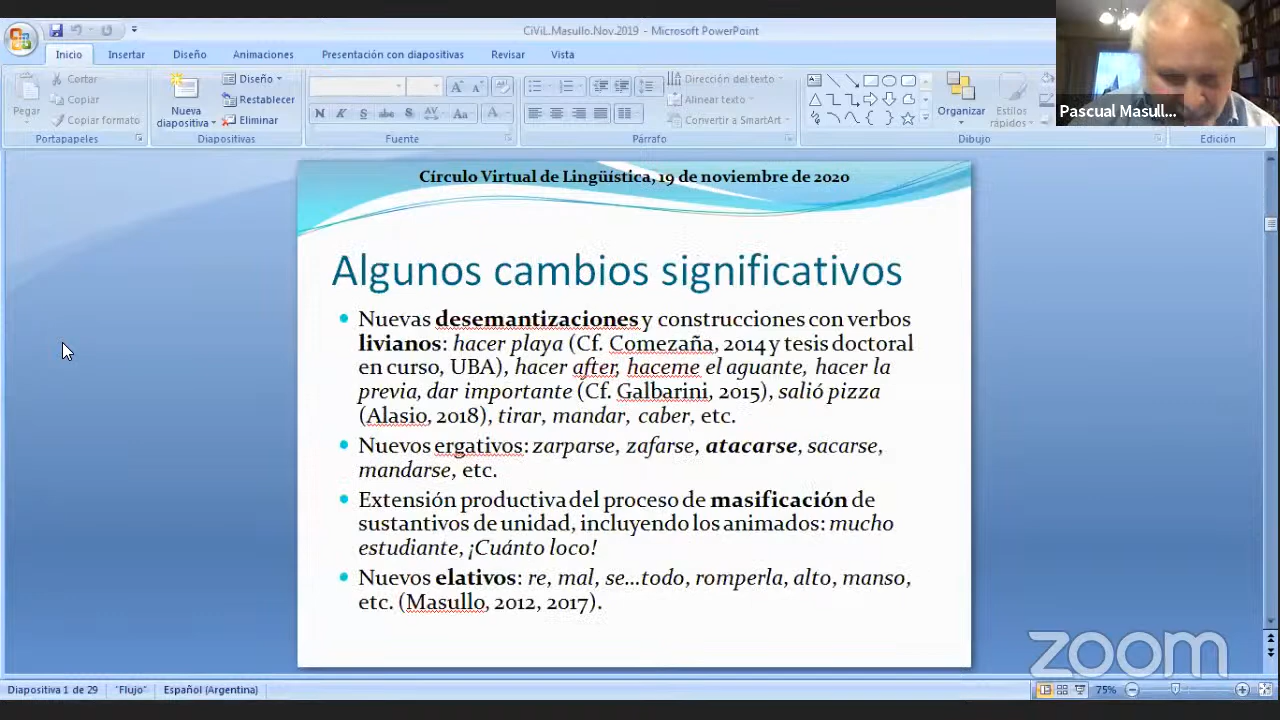 CiViL.Masullo.Nov.2019 - Microsoft PowerPoint
Inicio Insertar Diseño Animaciones Presentación con diapositivas Revisar Vista
Pegar
Cortar
Copiar
Copiar formato
Portapapeles
Nueva
diapositiva
Diseño
Restablecer
Eliminar
Diapositivas
N K S abc S AV Aa A
Fuente
Dirección del texto
Alinear texto
Convertir a SmartArt
Párrafo
Organizar
Estilos
rápidos
Dibujo
Edición
Pascual Masull...
Círculo Virtual de Lingüística, 19 de noviembre de 2020
Algunos cambios significativos
Nuevas desemantizaciones y construcciones con verbos
livianos: hacer playa (Cf. Comezaña, 2014 y tesis doctoral
en curso, UBA), hacer after, haceme el aguante, hacer la
previa, dar importante (Cf. Galbarini, 2015), salió pizza
(Alasio, 2018), tirar, mandar, caber, etc.
Nuevos ergativos: zarparse, zafarse, atacarse, sacarse,
mandarse, etc.
Extensión productiva del proceso de masificación de
sustantivos de unidad, incluyendo los animados: mucho
estudiante, ¡Cuánto loco!
Nuevos elativos: re, mal, se...todo, romperla, alto, manso,
etc. (Masullo, 2012, 2017).
zoom
Diapositiva 1 de 29 "Flujo" Español (Argentina) 75%